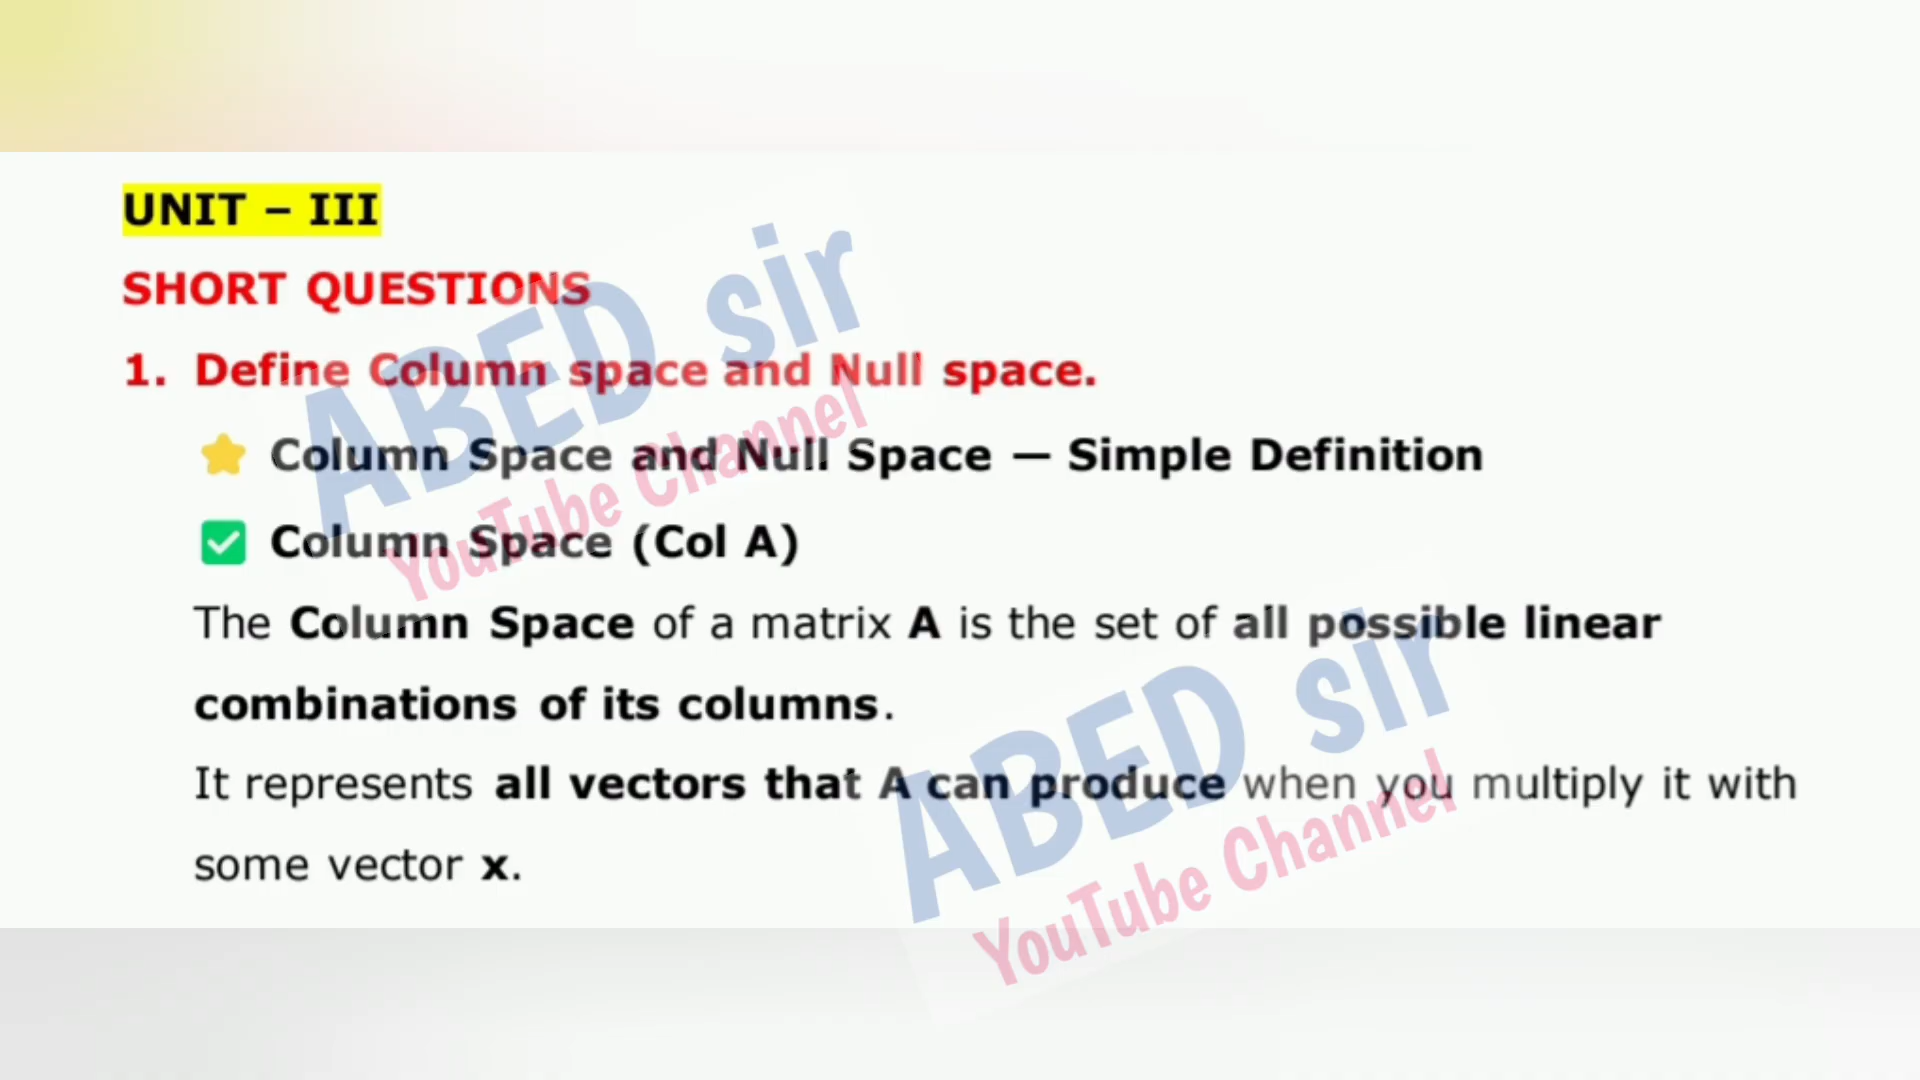 UNIT – III
SHORT QUESTIONS
1. Define Column space and Null space.
⭐ Column Space and Null Space — Simple Definition
✅ Column Space (Col A)
The Column Space of a matrix A is the set of all possible linear
combinations of its columns.
It represents all vectors that A can produce when you multiply it with
some vector x.
ABED sir
YouTube Channel
ABED sir
YouTube Channel